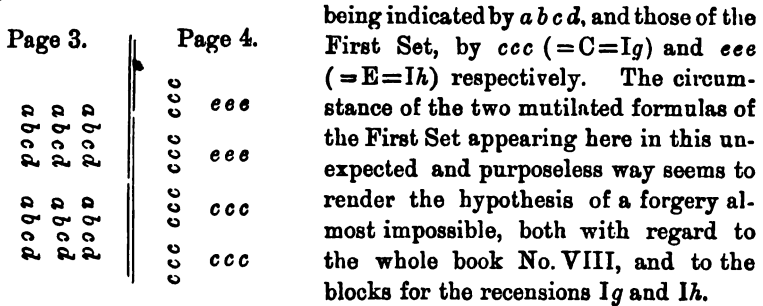 Page 3.
a b c d a b c d
a b c d a b c d
a b c d a b c d
Page 4.
ccc ccc ccc ccc
eee
eee
ccc
ccc
being indicated by a b c d, and those of the
First Set, by ccc (=C=Ig) and eee
(=E=Ih) respectively. The circum-
stance of the two mutilated formulas of
the First Set appearing here in this un-
expected and purposeless way seems to
render the hypothesis of a forgery al-
most impossible, both with regard to
the whole book No. VIII, and to the
blocks for the recensions Ig and Ih.